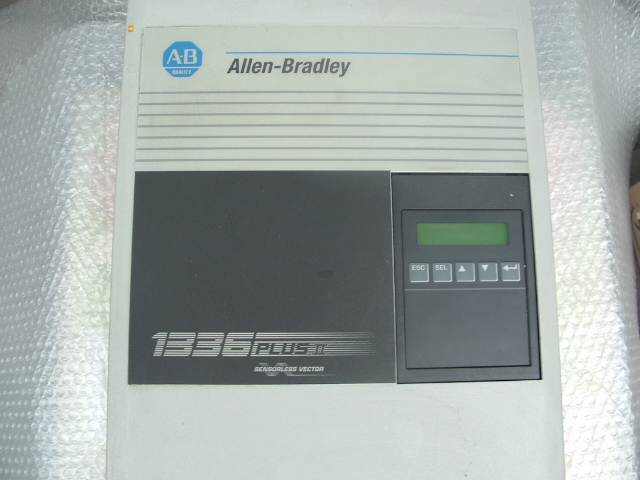 A-B
QUALITY
Allen-Bradley
ESC SEL
1336 PLUS II
SENSORLESS VECTOR